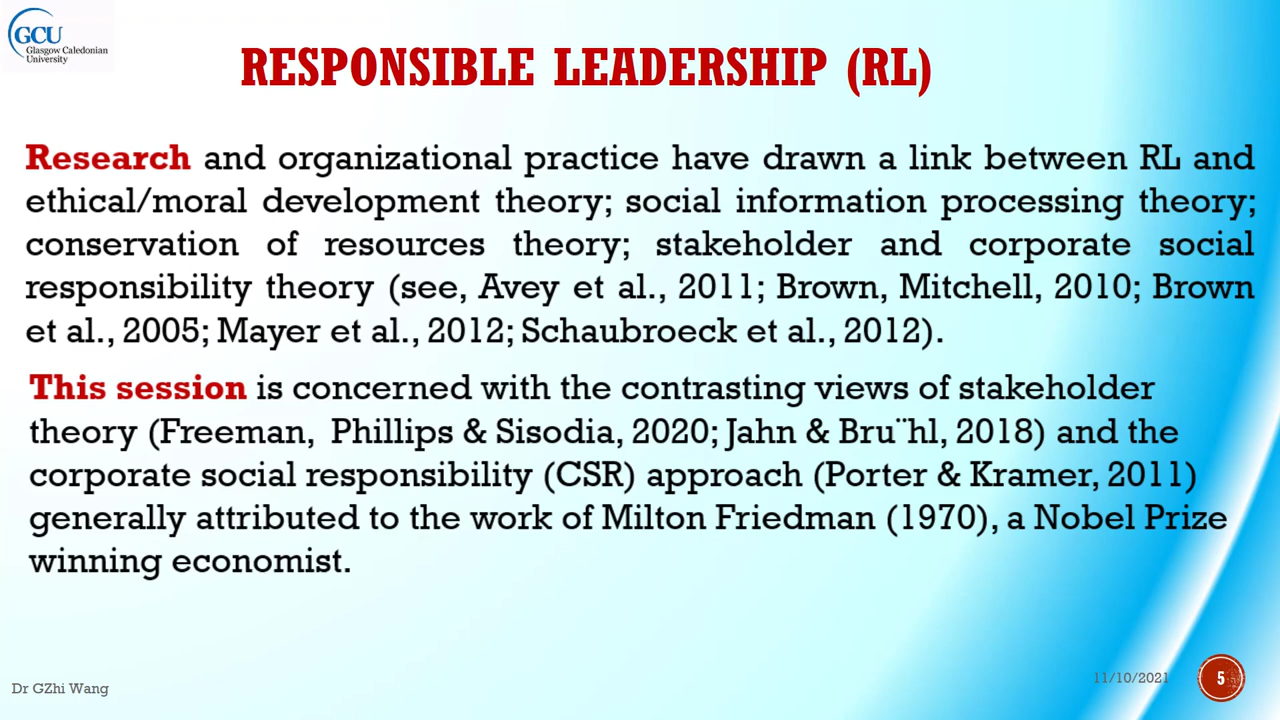 GCU
Glasgow Caledonian
University
RESPONSIBLE LEADERSHIP (RL)
Research and organizational practice have drawn a link between RL and
ethical/moral development theory; social information processing theory;
conservation of resources theory; stakeholder and corporate social
responsibility theory (see, Avey et al., 2011; Brown, Mitchell, 2010; Brown
et al., 2005; Mayer et al., 2012; Schaubroeck et al., 2012).
This session is concerned with the contrasting views of stakeholder
theory (Freeman, Phillips & Sisodia, 2020; Jahn & Bru¨hl, 2018) and the
corporate social responsibility (CSR) approach (Porter & Kramer, 2011)
generally attributed to the work of Milton Friedman (1970), a Nobel Prize
winning economist.
Dr GZhi Wang
11/10/2021
5